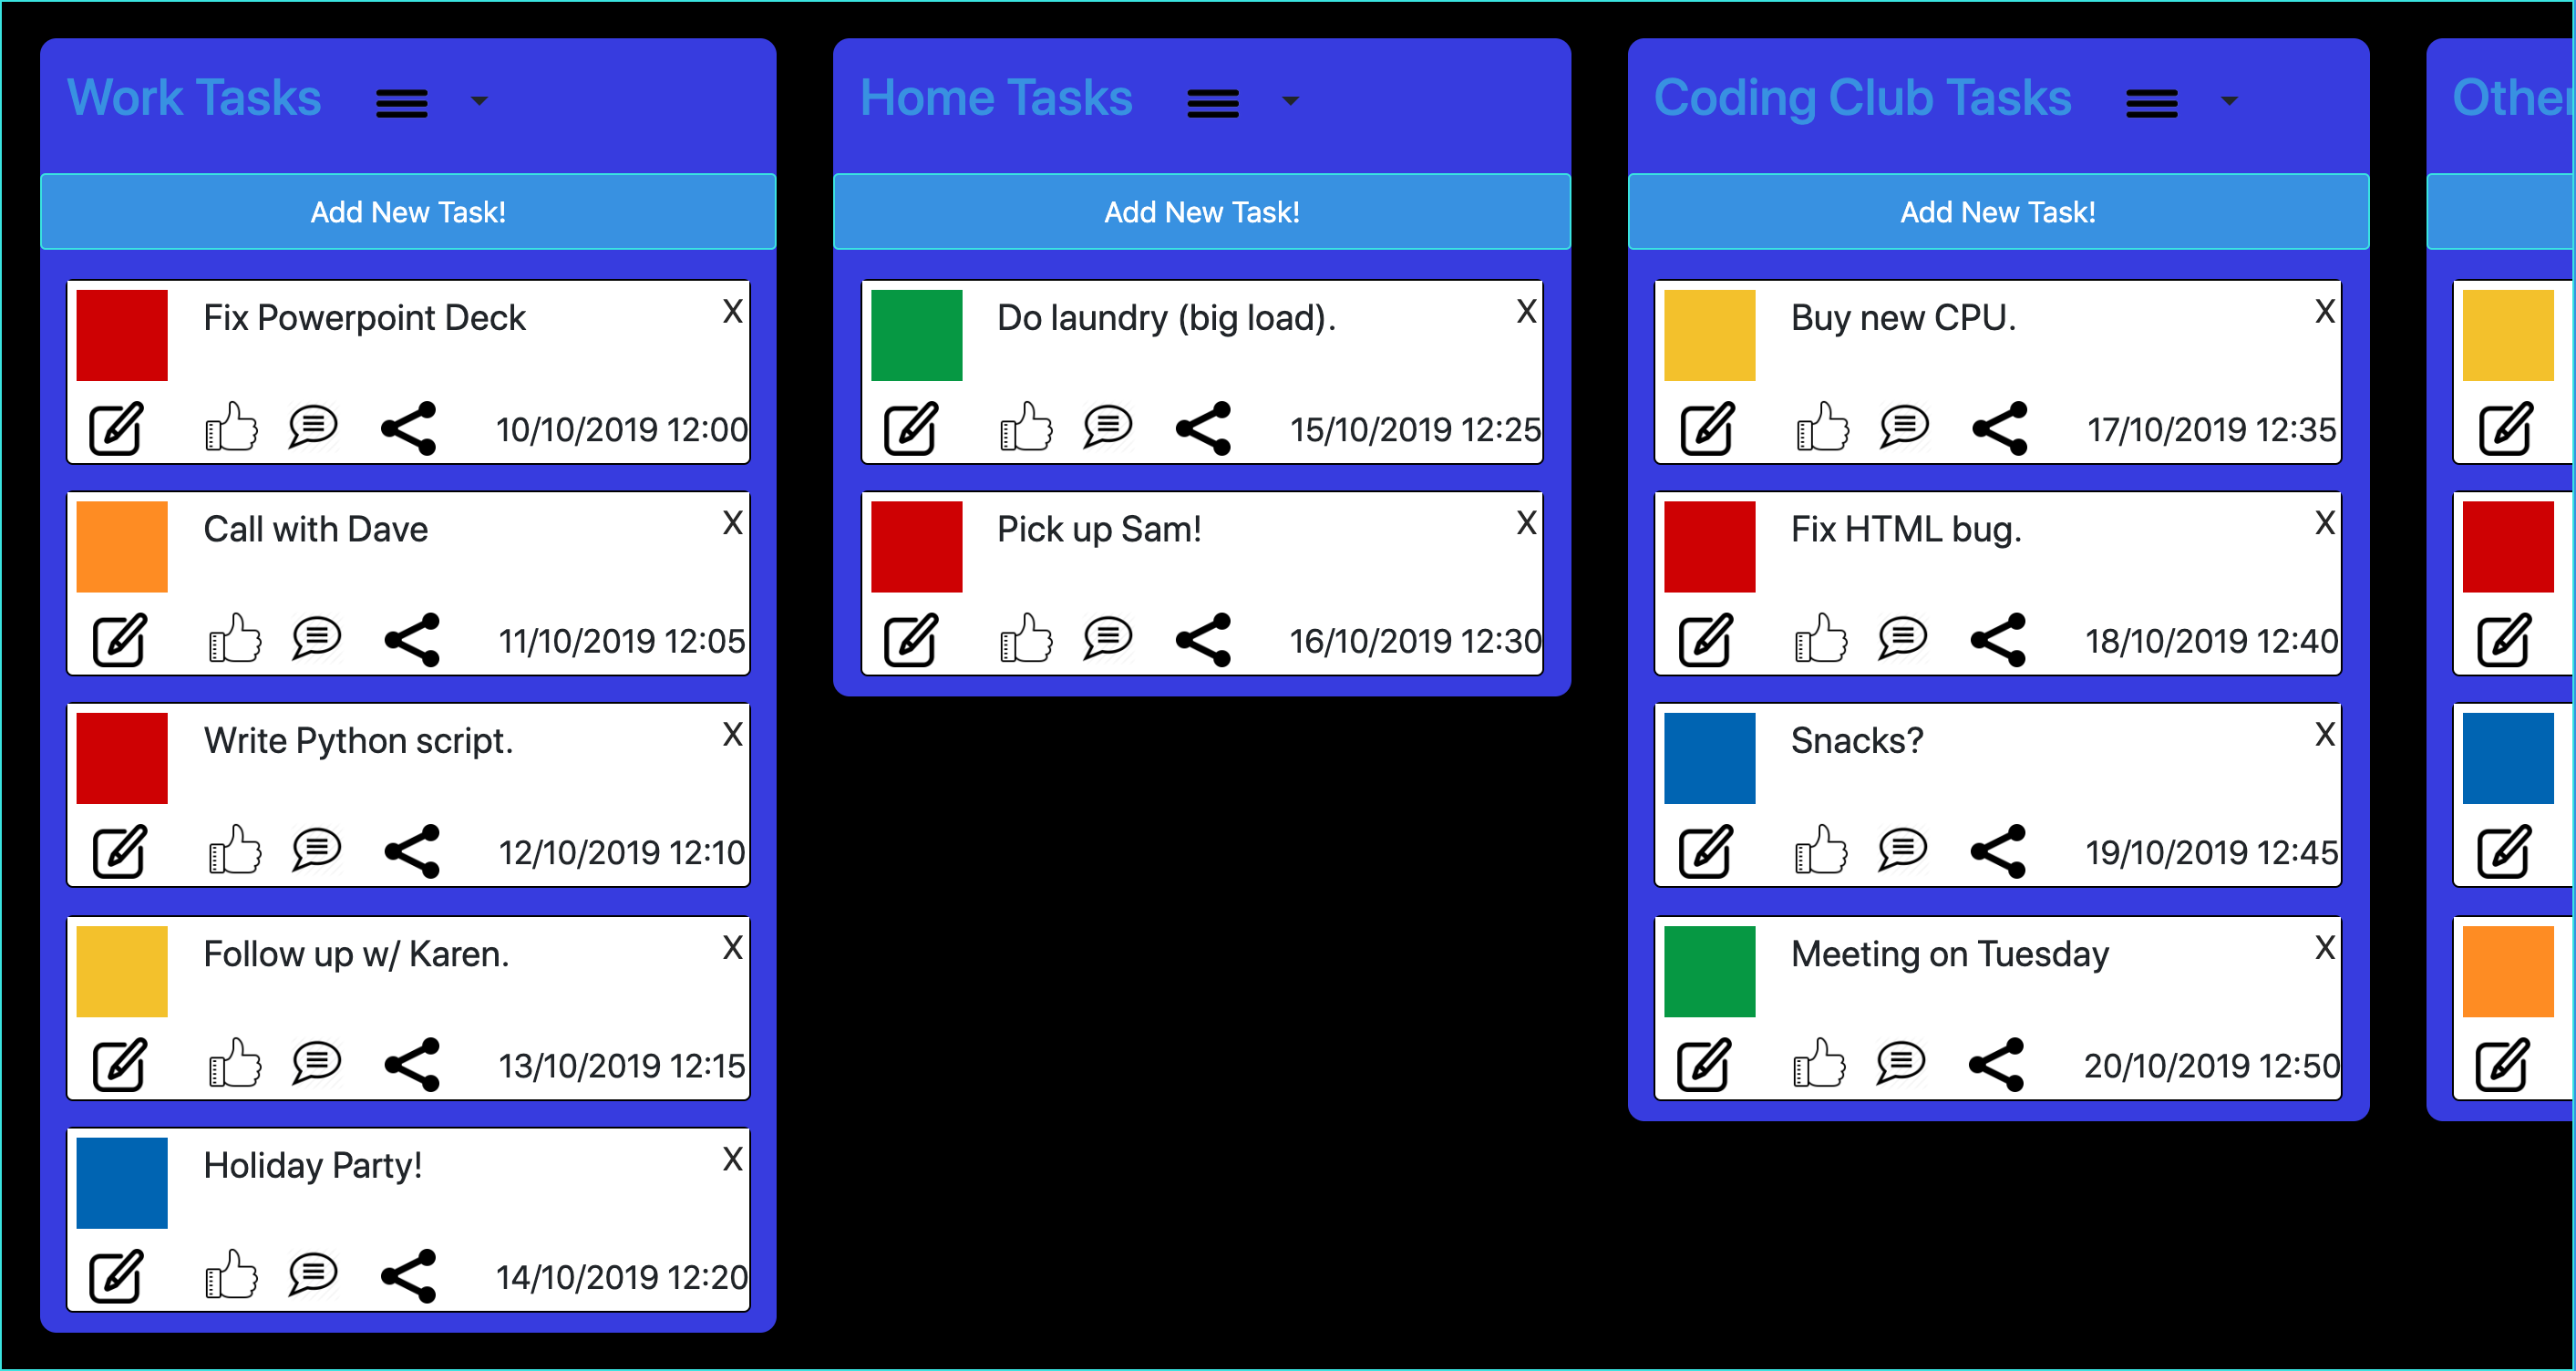 Work Tasks
Add New Task!
Fix Powerpoint Deck X
10/10/2019 12:00
Call with Dave X
11/10/2019 12:05
Write Python script. X
12/10/2019 12:10
Follow up w/ Karen. X
13/10/2019 12:15
Holiday Party! X
14/10/2019 12:20
Home Tasks
Add New Task!
Do laundry (big load). X
15/10/2019 12:25
Pick up Sam! X
16/10/2019 12:30
Coding Club Tasks
Add New Task!
Buy new CPU. X
17/10/2019 12:35
Fix HTML bug. X
18/10/2019 12:40
Snacks? X
19/10/2019 12:45
Meeting on Tuesday X
20/10/2019 12:50
Other